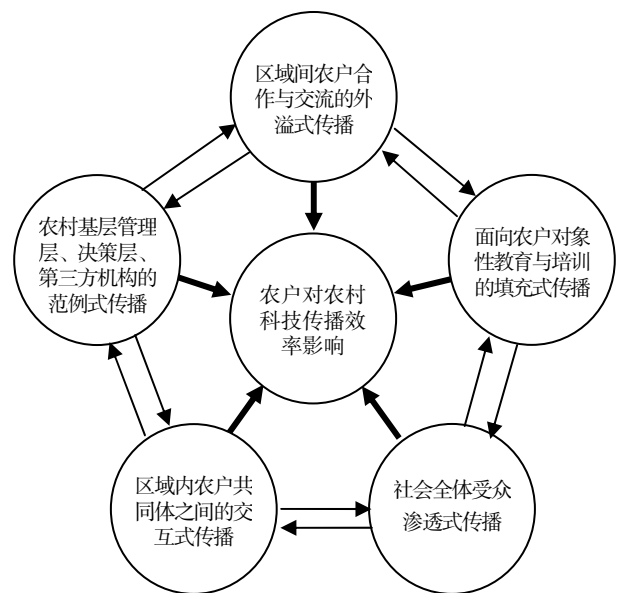 区域间农户合
作与交流的外
溢式传播
农村基层管理
层、决策层、
第三方机构的
范例式传播
面向农户对象
性教育与培训
的填充式传播
农户对农村
科技传播效
率影响
区域内农户共
同体之间的交
互式传播
社会全体受众
渗透式传播